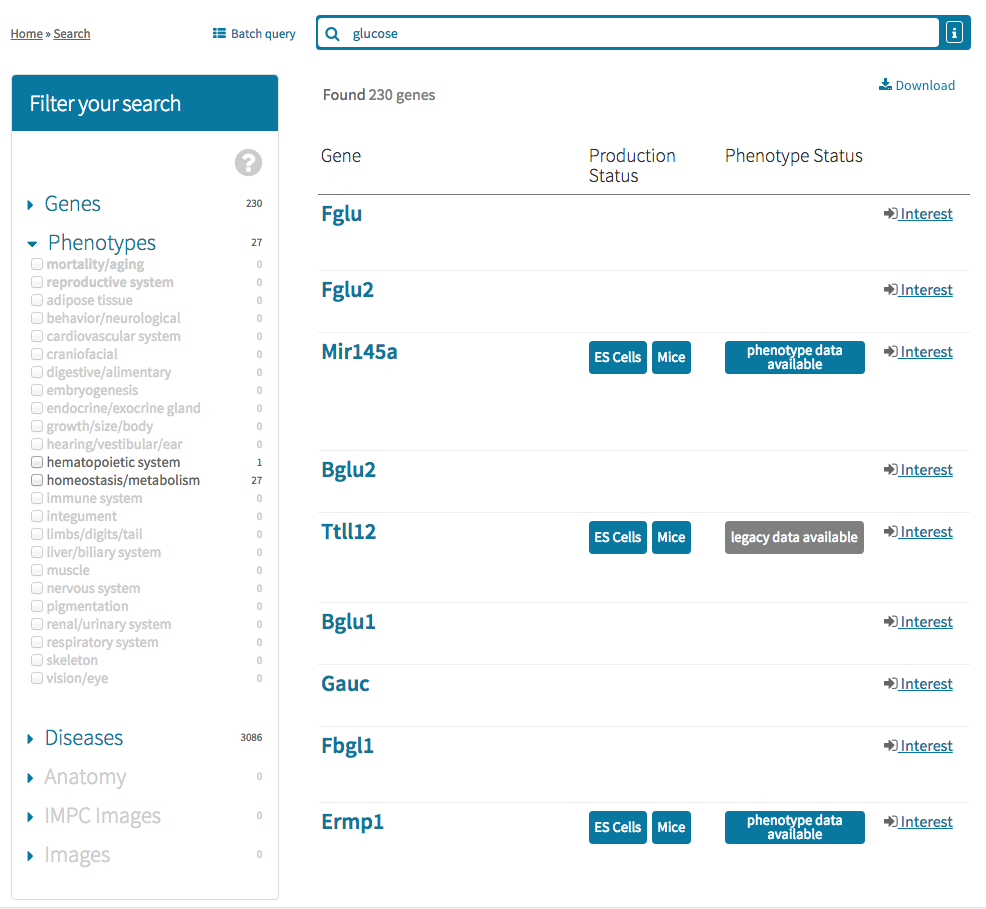 Home » Search
Batch query
glucose
i
Filter your search
?
Genes 230
Phenotypes 27
mortality/aging 0
reproductive system 0
adipose tissue 0
behavior/neurological 0
cardiovascular system 0
craniofacial 0
digestive/alimentary 0
embryogenesis 0
endocrine/exocrine gland 0
growth/size/body 0
hearing/vestibular/ear 0
hematopoietic system 1
homeostasis/metabolism 27
immune system 0
integument 0
limbs/digits/tail 0
liver/biliary system 0
muscle 0
nervous system 0
pigmentation 0
renal/urinary system 0
respiratory system 0
skeleton 0
vision/eye 0
Diseases 3086
Anatomy 0
IMPC Images 0
Images 0
Found 230 genes
Download
Gene
Production
Status
Phenotype Status
Fglu Interest
Fglu2 Interest
Mir145a ES Cells Mice phenotype data
available Interest
Bglu2 Interest
Ttll12 ES Cells Mice legacy data available Interest
Bglu1 Interest
Gauc Interest
Fbgl1 Interest
Ermp1 ES Cells Mice phenotype data
available Interest